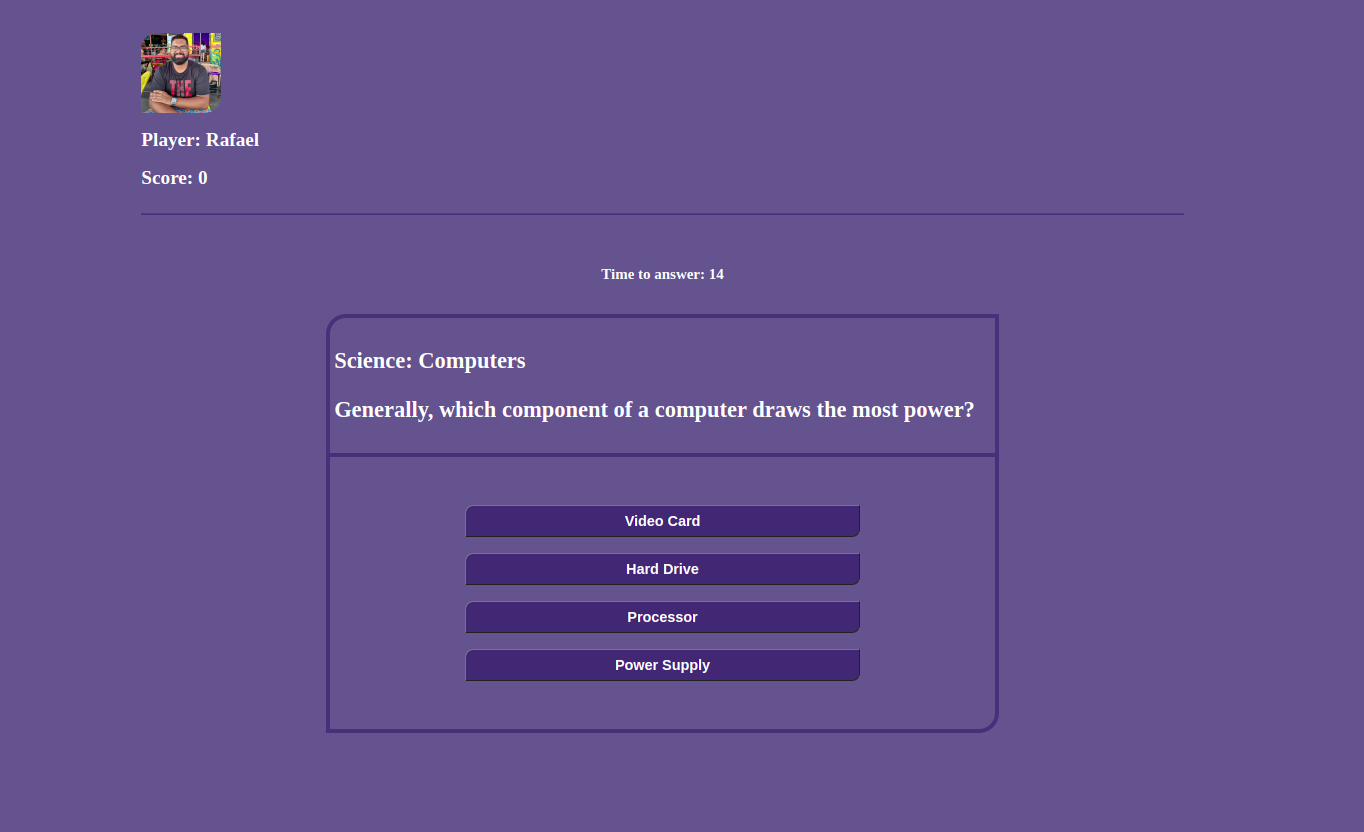 THE
Player: Rafael
Score: 0
Time to answer: 14
Science: Computers
Generally, which component of a computer draws the most power?
Video Card
Hard Drive
Processor
Power Supply